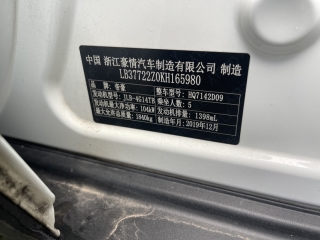 中国 浙江豪情汽车制造有限公司 制造
LB37722Z0KH165980
品牌：帝豪 整车型号：HQ7142D09
发动机型号：JLB-4G14TB 乘坐人数：5
发动机最大净功率：104kW 发动机排量：1398mL
最大允许总质量：1840kg 制造年月：2019年12月